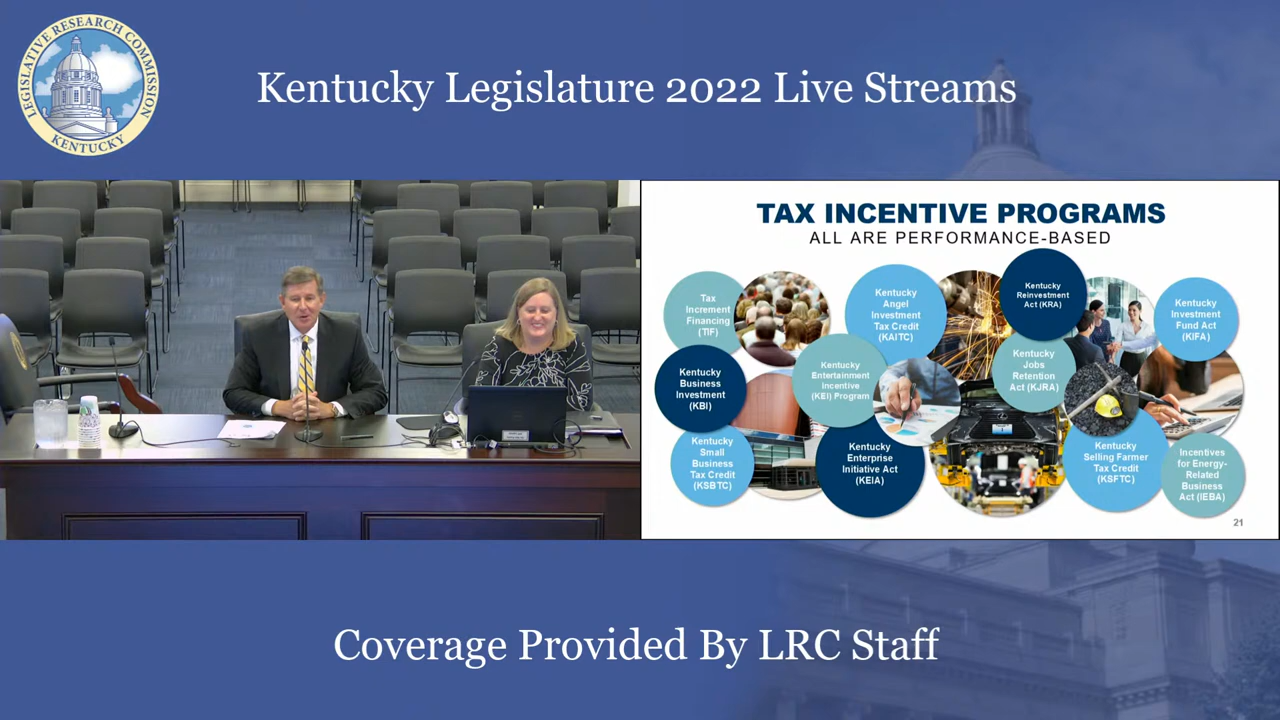 LEGISLATIVE RESEARCH COMMISSION
KENTUCKY
Kentucky Legislature 2022 Live Streams
TAX INCENTIVE PROGRAMS
ALL ARE PERFORMANCE-BASED
Tax
Increment
Financing
(TIF)
Kentucky
Angel
Investment
Tax Credit
(KAITC)
Kentucky
Reinvestment
Act (KRA)
Kentucky
Investment
Fund Act
(KIFA)
Kentucky
Business
Investment
(KBI)
Kentucky
Entertainment
Incentive
(KEI) Program
Kentucky
Jobs
Retention
Act (KJRA)
Kentucky
Small
Business
Tax Credit
(KSBTC)
Kentucky
Enterprise
Initiative Act
(KEIA)
Kentucky
Selling Farmer
Tax Credit
(KSFTC)
Incentives
for Energy-
Related
Business
Act (IEBA)
21
Coverage Provided By LRC Staff